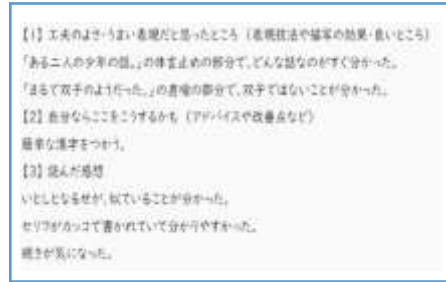 【1】工夫のよさ・うまい表現だと思ったところ（表現技法や描写の効果・良いところ）
「ある二人の少年の話。」の体言止めの部分で、どんな話なのかすぐ分かった。
「まるで双子のようだった。」の直喩の部分で、双子ではないことが分かった。
【2】自分ならここをこうするかも（アドバイスや改善点など）
簡単な漢字をつかう。
【3】読んだ感想
いとしとなるせが、似ていることが分かった。
セリフがカッコで書かれていて分かりやすかった。
続きが気になった。